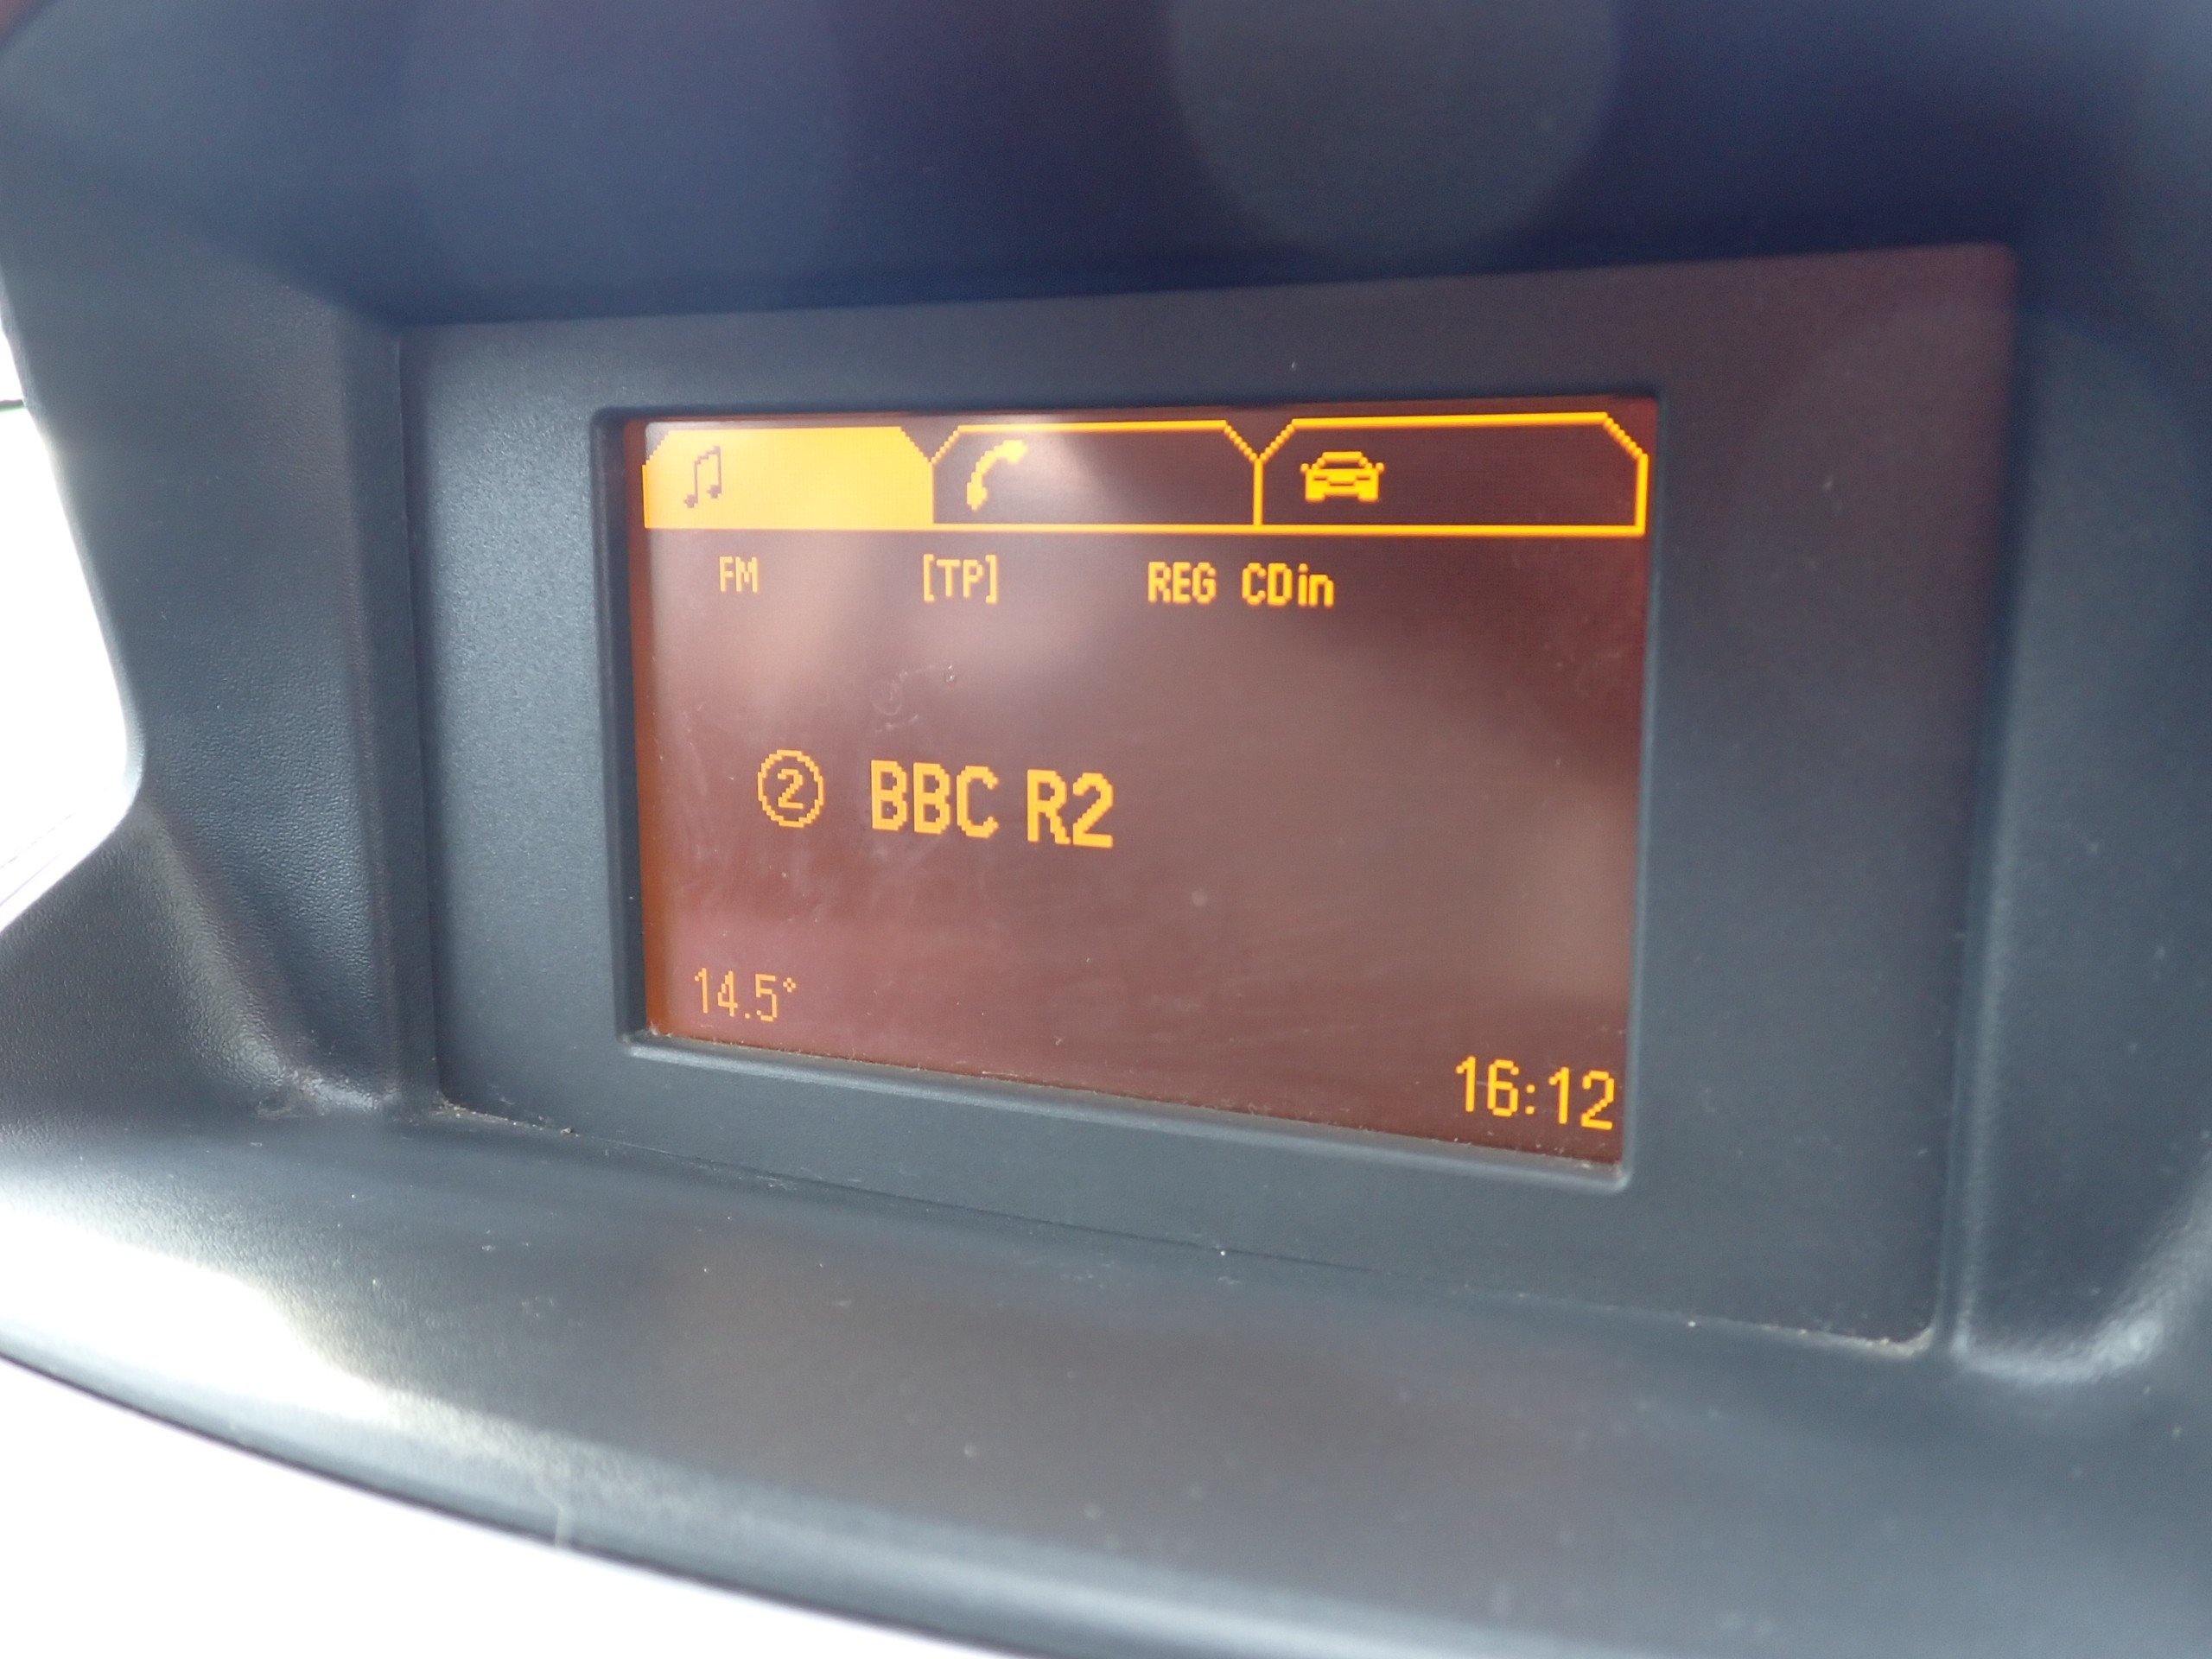 FM [TP] REG CDin
② BBC R2
14.5°
16:12